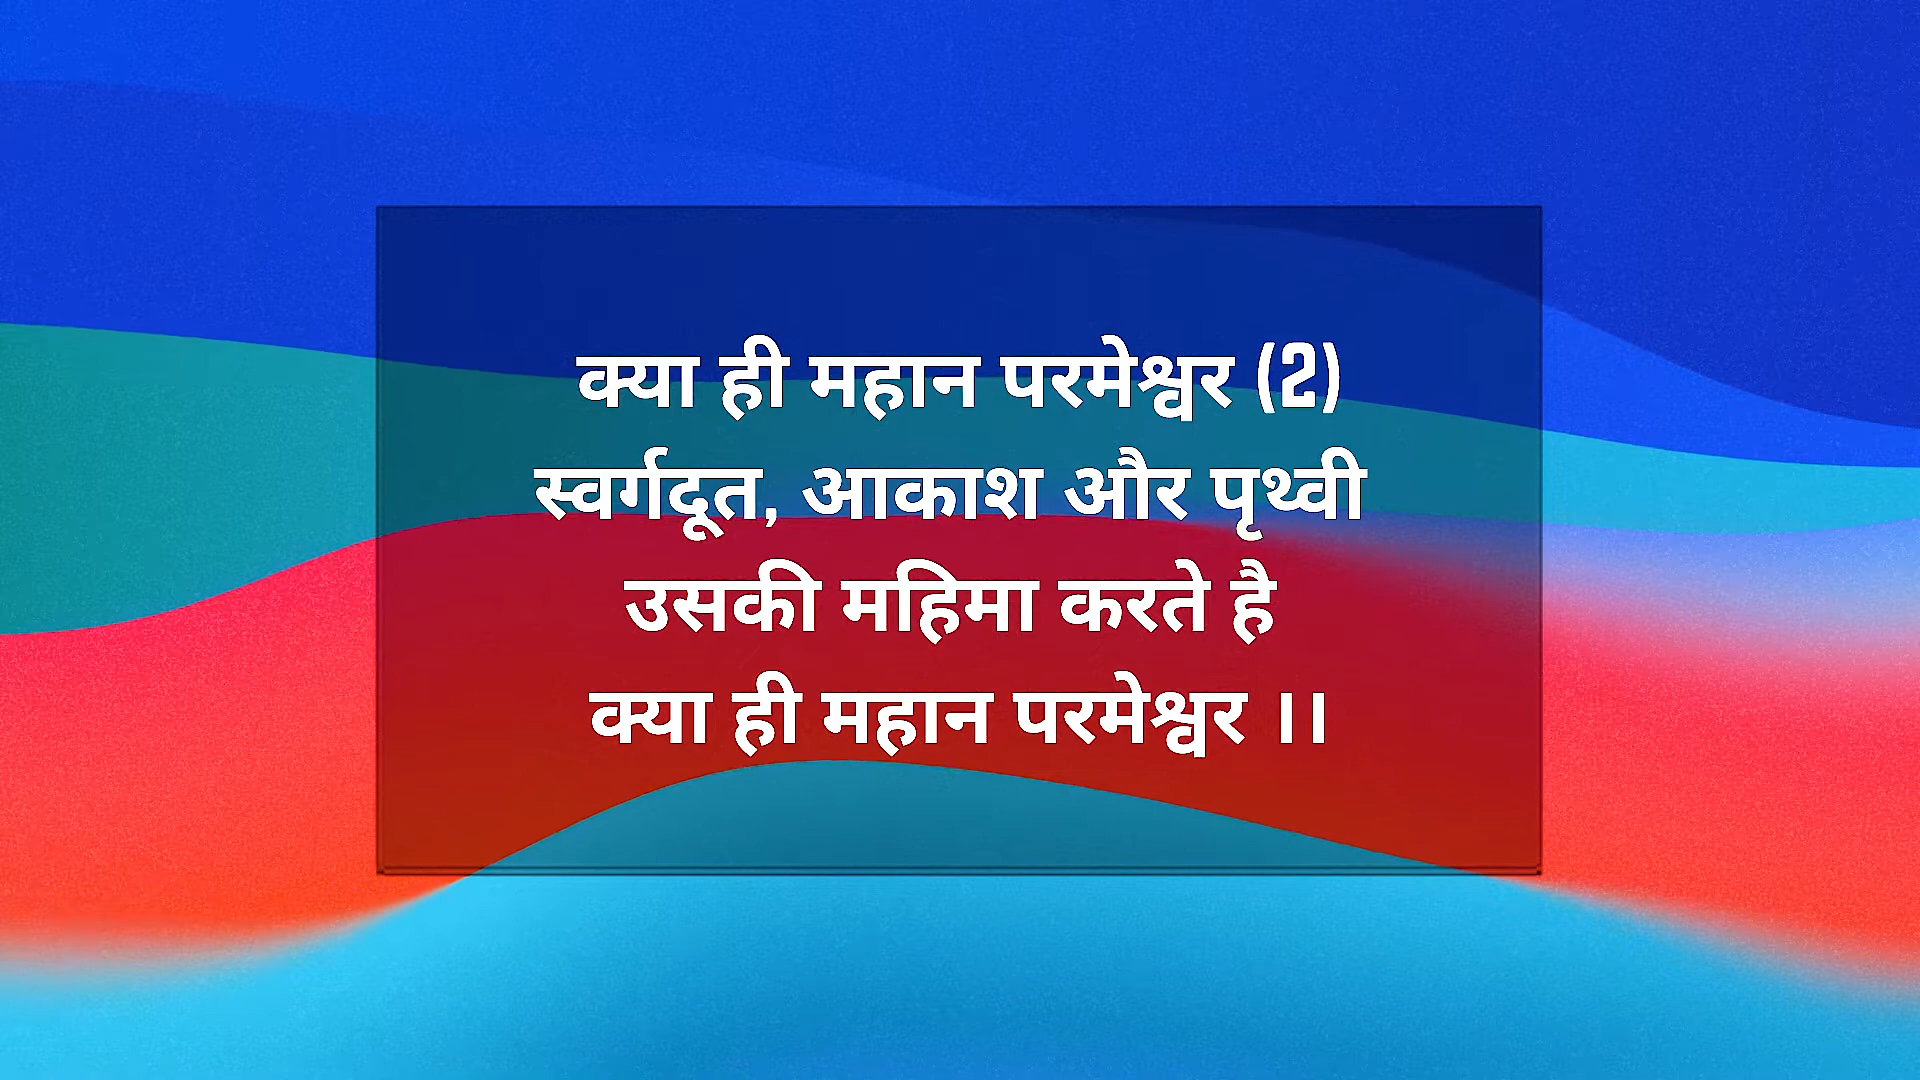 क्या ही महान परमेश्वर (2)
स्वर्गदूत, आकाश और पृथ्वी
उसकी महिमा करते है
क्या ही महान परमेश्वर ।।